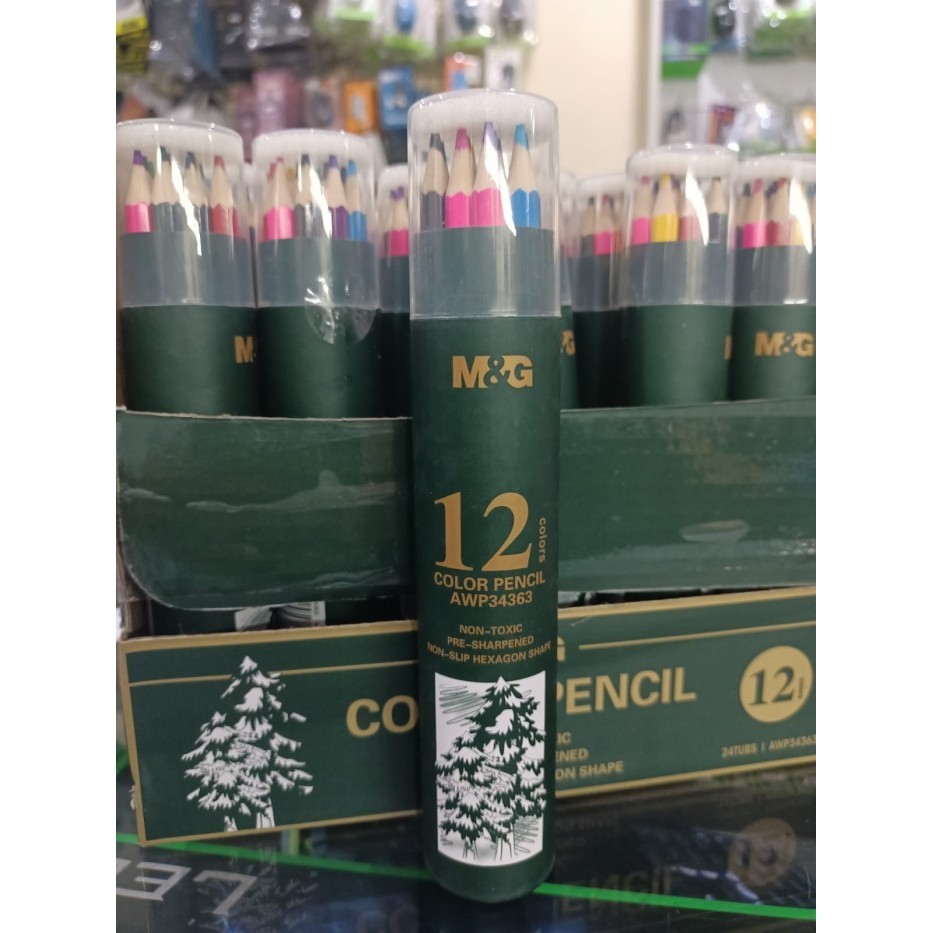 M&G
12
colors
COLOR PENCIL
AWP34363
NON-TOXIC
PRE-SHARPENED
NON-SLIP HEXAGON SHAPE
M&G
CO
PENCIL
12
24TUBS | AWP34363
ENED
ON SHAPE